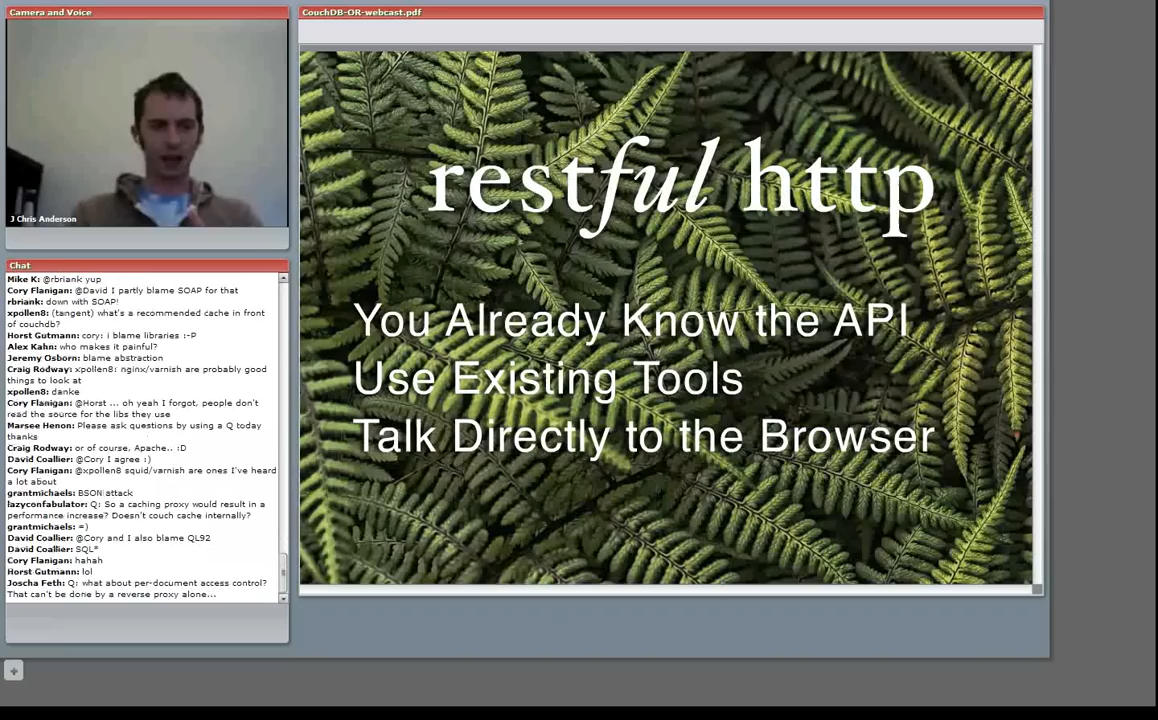 Camera and Voice
J Chris Anderson
Chat
Mike K: @rbriank yup
Cory Flanigan: @David I partly blame SOAP for that
rbriank: down with SOAP!
xpollen8: (tangent) what's a recommended cache in front
of couchdb?
Horst Gutmann: cory: i blame libraries :-P
Alex Kahn: who makes it painful?
Jeremy Osborn: blame abstraction
Craig Rodway: xpollen8: nginx/varnish are probably good
things to look at
xpollen8: danke
Cory Flanigan: @Horst ... oh yeah I forgot, people don't
read the source for the libs they use
Marsee Henon: Please ask questions by using a Q today
thanks
Craig Rodway: or of course, Apache.. :D
David Coallier: @Cory I agree :)
Cory Flanigan: @xpollen8 squid/varnish are ones I've heard
a lot about
grantmichaels: BSON attack
lazyconfabulator: Q: So a caching proxy would result in a
performance increase? Doesn't couch cache internally?
grantmichaels: =)
David Coallier: @Cory and I also blame QL92
David Coallier: SQL*
Cory Flanigan: hahah
Horst Gutmann: lol
Joscha Feth: Q: what about per-document access control?
That can't be done by a reverse proxy alone...
CouchDB-OR-webcast.pdf
restful http
You Already Know the API
Use Existing Tools
Talk Directly to the Browser